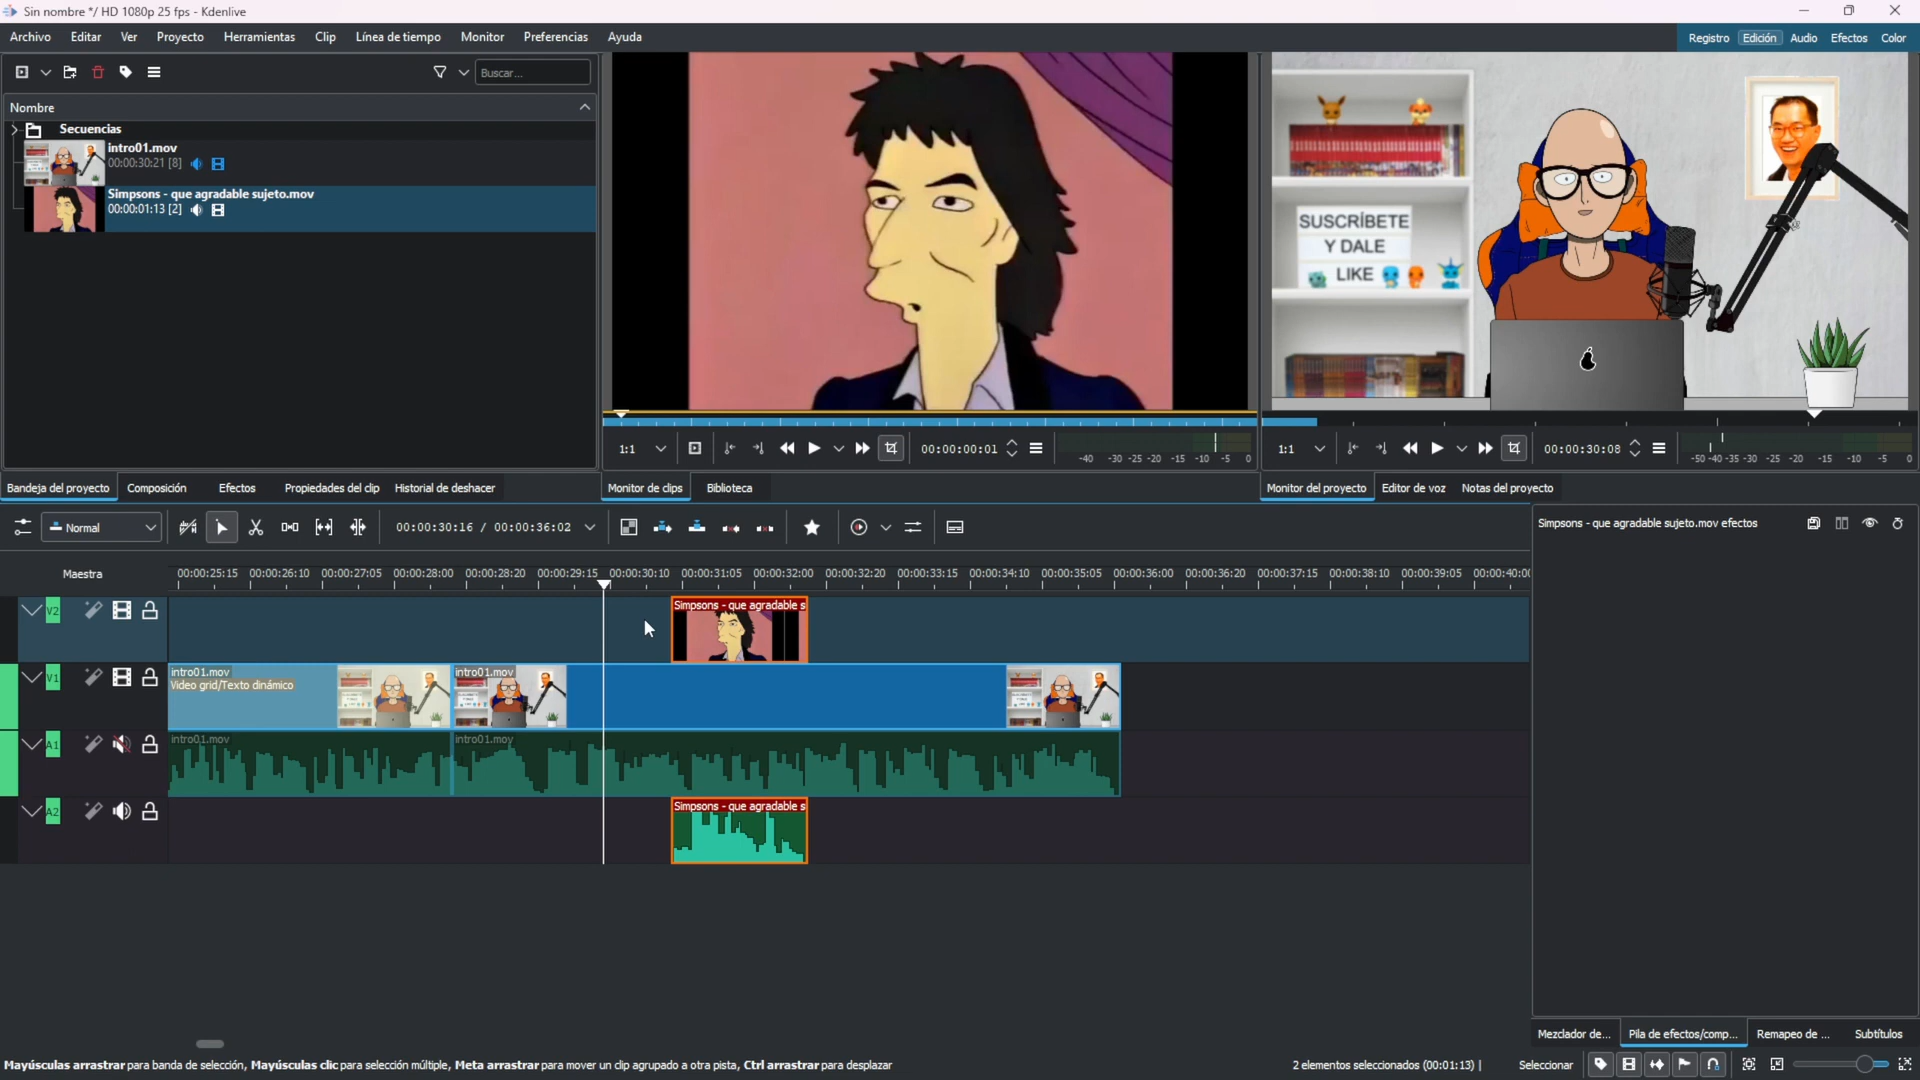 Sin nombre */ HD 1080p 25 fps - Kdenlive
Archivo Editar Ver Proyecto Herramientas Clip Línea de tiempo Monitor Preferencias Ayuda
Registro Edición Audio Efectos Color
Buscar...
Nombre
Secuencias
intro01.mov
00:00:30:21 [8]
Simpsons - que agradable sujeto.mov
00:00:01:13 [2]
SUSCRÍBETE
Y DALE
LIKE
1:1 00:00:00:01 -40 -30 -25 -20 -15 -10 -5 0
1:1 00:00:30:08 -50 -40 -35 -30 -25 -20 -15 -10 -5 0
Bandeja del proyecto Composición Efectos Propiedades del clip Historial de deshacer
Monitor de clips Biblioteca
Monitor del proyecto Editor de voz Notas del proyecto
Normal 00:00:30:16 / 00:00:36:02
Simpsons - que agradable sujeto.mov efectos
Maestra
00:00:25:15 00:00:26:10 00:00:27:05 00:00:28:00 00:00:28:20 00:00:29:15 00:00:30:10 00:00:31:05 00:00:32:00 00:00:32:20 00:00:33:15 00:00:34:10 00:00:35:05 00:00:36:00 00:00:36:20 00:00:37:15 00:00:38:10 00:00:39:05 00:00:40:0
V2
Simpsons - que agradable s
V1
intro01.mov
Video grid/Texto dinámico
intro01.mov
A1
intro01.mov
intro01.mov
A2
Simpsons - que agradable s
Mezclador de... Pila de efectos/comp... Remapeo de ... Subtítulos
Mayúsculas arrastrar para banda de selección, Mayúsculas clic para selección múltiple, Meta arrastrar para mover un clip agrupado a otra pista, Ctrl arrastrar para desplazar
2 elementos seleccionados (00:01:13) |
Seleccionar